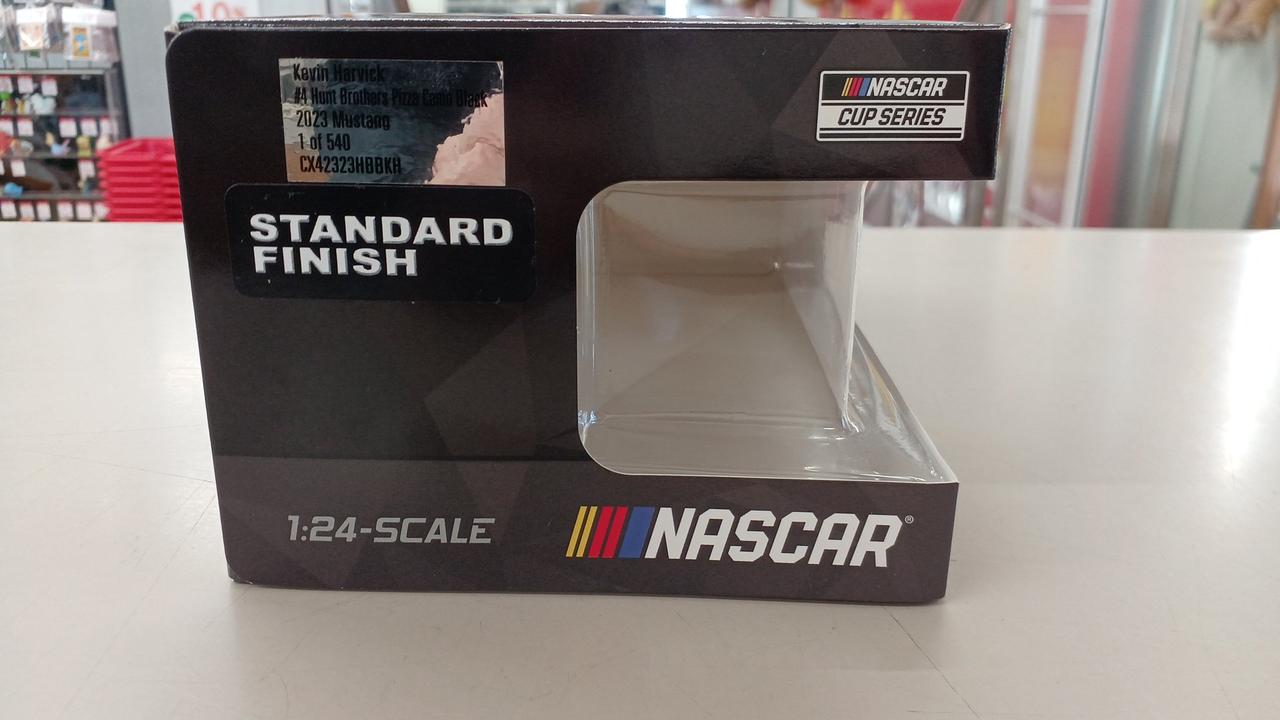 Kevin Harvick
#4 Hunt Brothers Pizza Camo Black
2023 Mustang
1 of 540
CX42323HBBKH
STANDARD
FINISH
NASCAR
CUP SERIES
1:24-SCALE
NASCAR®